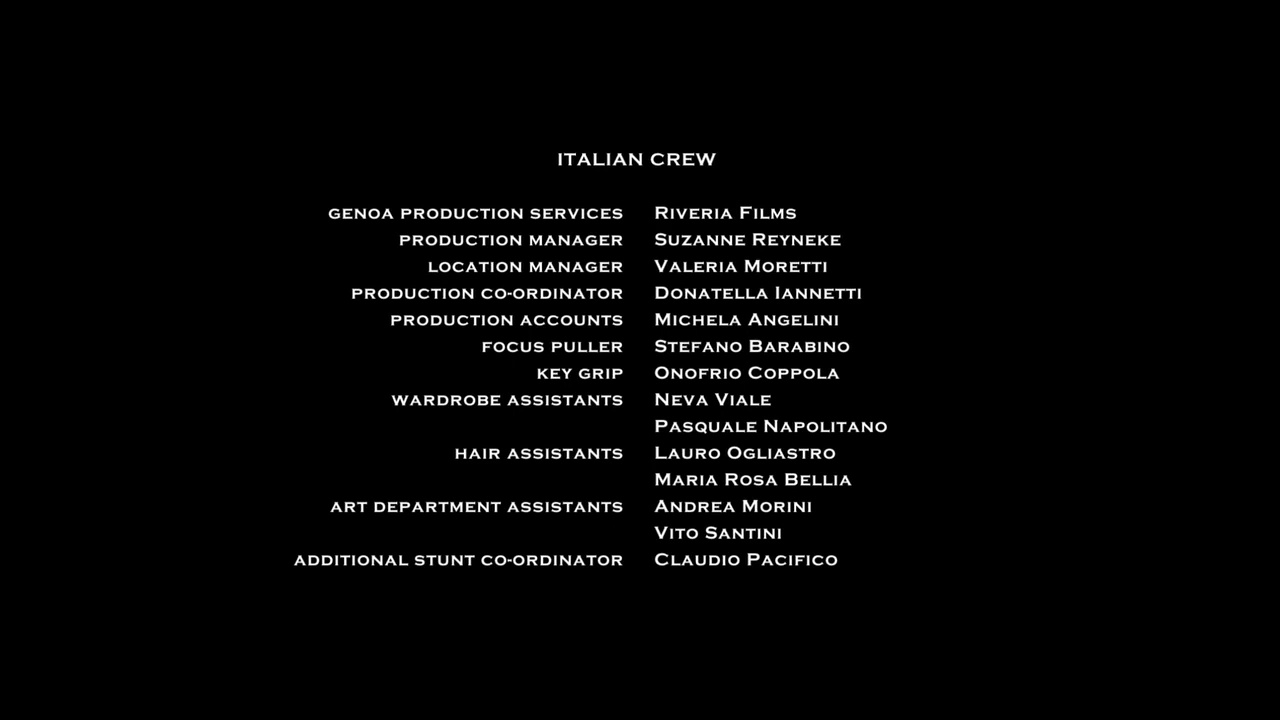 ITALIAN CREW
GENOA PRODUCTION SERVICES RIVERIA FILMS
PRODUCTION MANAGER SUZANNE REYNEKE
LOCATION MANAGER VALERIA MORETTI
PRODUCTION CO-ORDINATOR DONATELLA IANNETTI
PRODUCTION ACCOUNTS MICHELA ANGELINI
FOCUS PULLER STEFANO BARABINO
KEY GRIP ONOFRIO COPPOLA
WARDROBE ASSISTANTS NEVA VIALE
PASQUALE NAPOLITANO
HAIR ASSISTANTS LAURO OGLIASTRO
MARIA ROSA BELLIA
ART DEPARTMENT ASSISTANTS ANDREA MORINI
VITO SANTINI
ADDITIONAL STUNT CO-ORDINATOR CLAUDIO PACIFICO